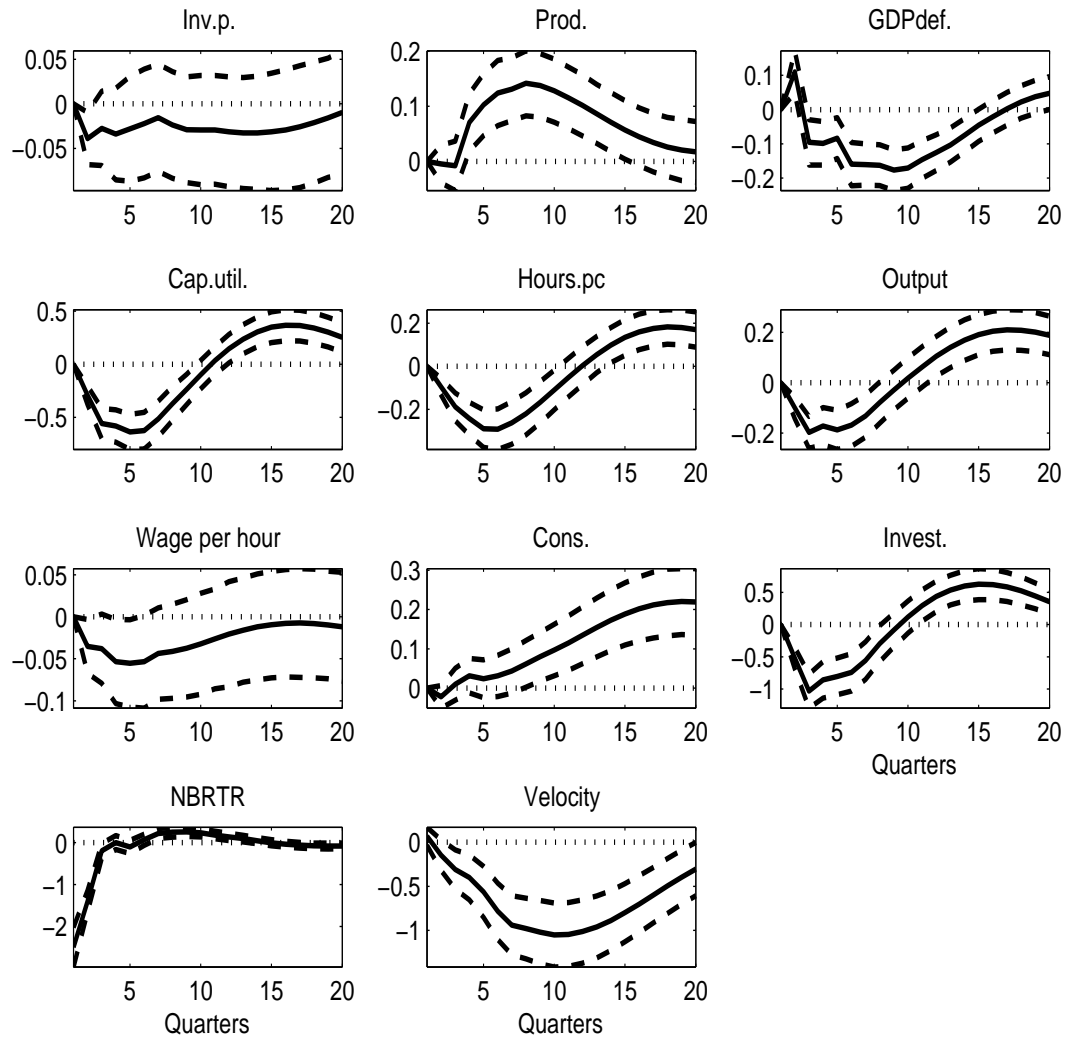 Inv.p. Prod. GDPdef.
0.05 0.2 0.1
0 0.1 0
−0.05 0 −0.1
−0.2
5 10 15 20 5 10 15 20 5 10 15 20
Cap.util. Hours.pc Output
0.5 0.2 0.2
0 0 0
−0.5 −0.2 −0.2
5 10 15 20 5 10 15 20 5 10 15 20
Wage per hour Cons. Invest.
0.05 0.3 0.5
0 0.2 0
−0.05 0.1 −0.5
−0.1 0 −1
5 10 15 20 5 10 15 20 5 10 15 20
Quarters
NBRTR Velocity
0 0
−1 −0.5
−2 −1
5 10 15 20 5 10 15 20
Quarters Quarters